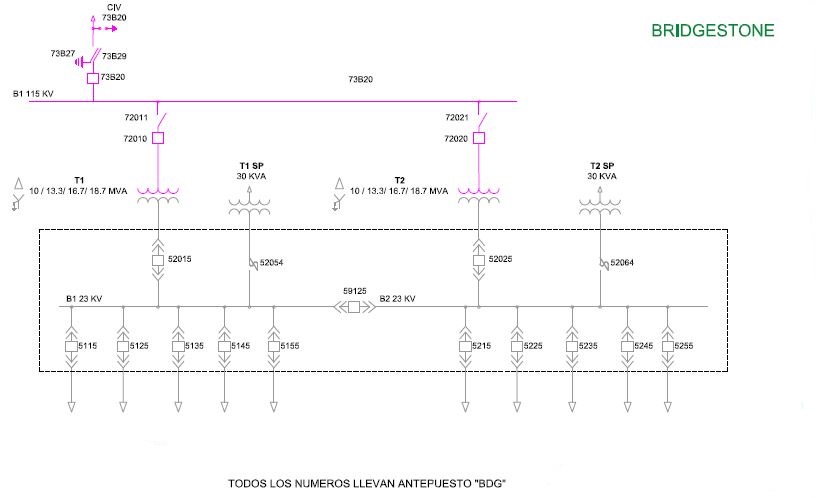 CIV
73B20
BRIDGESTONE
73B27
73B29
73B20
73B20
B1 115 KV
72011
72021
72010
72020
T1
T1 SP
T2
T2 SP
10 / 13.3/ 16.7/ 18.7 MVA
30 KVA
10 / 13.3/ 16.7/ 18.7 MVA
30 KVA
52015
52054
52025
52064
B1 23 KV
59125
B2 23 KV
5115
5125
5135
5145
5155
5215
5225
5235
5245
5255
TODOS LOS NUMEROS LLEVAN ANTEPUESTO "BDG"